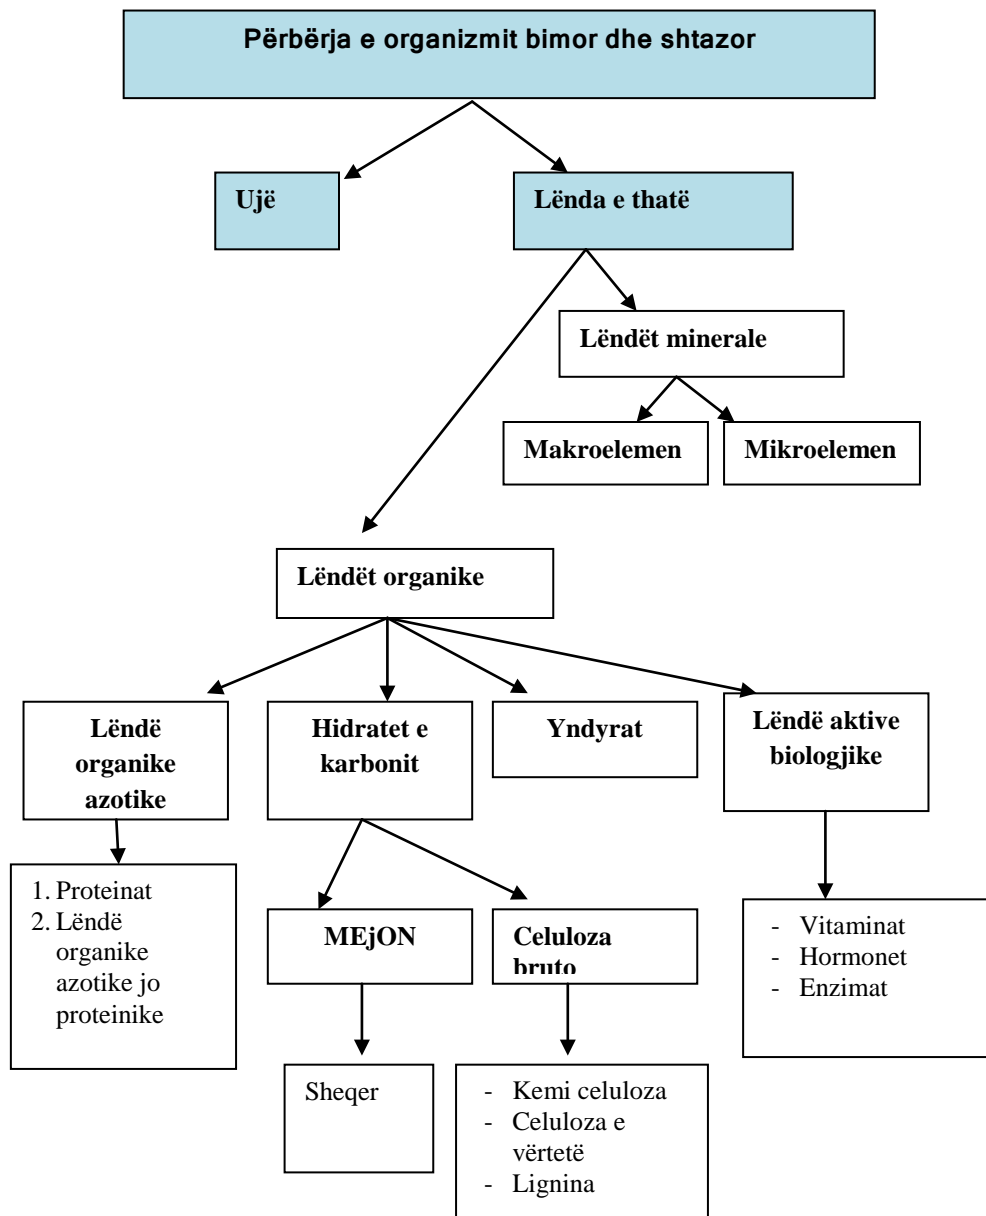 Përbërja e organizmit bimor dhe shtazor
Ujë
Lënda e thatë
Lëndët minerale
Makroelemen
Mikroelemen
Lëndët organike
Lëndë
organike
azotike
Hidratet e
karbonit
Yndyrat
Lëndë aktive
biologjike
1. Proteinat
2. Lëndë
organike
azotike jo
proteinike
MEjON
Celuloza
bruto
- Vitaminat
- Hormonet
- Enzimat
Sheqer
- Kemi celuloza
- Celuloza e
vërtetë
- Lignina